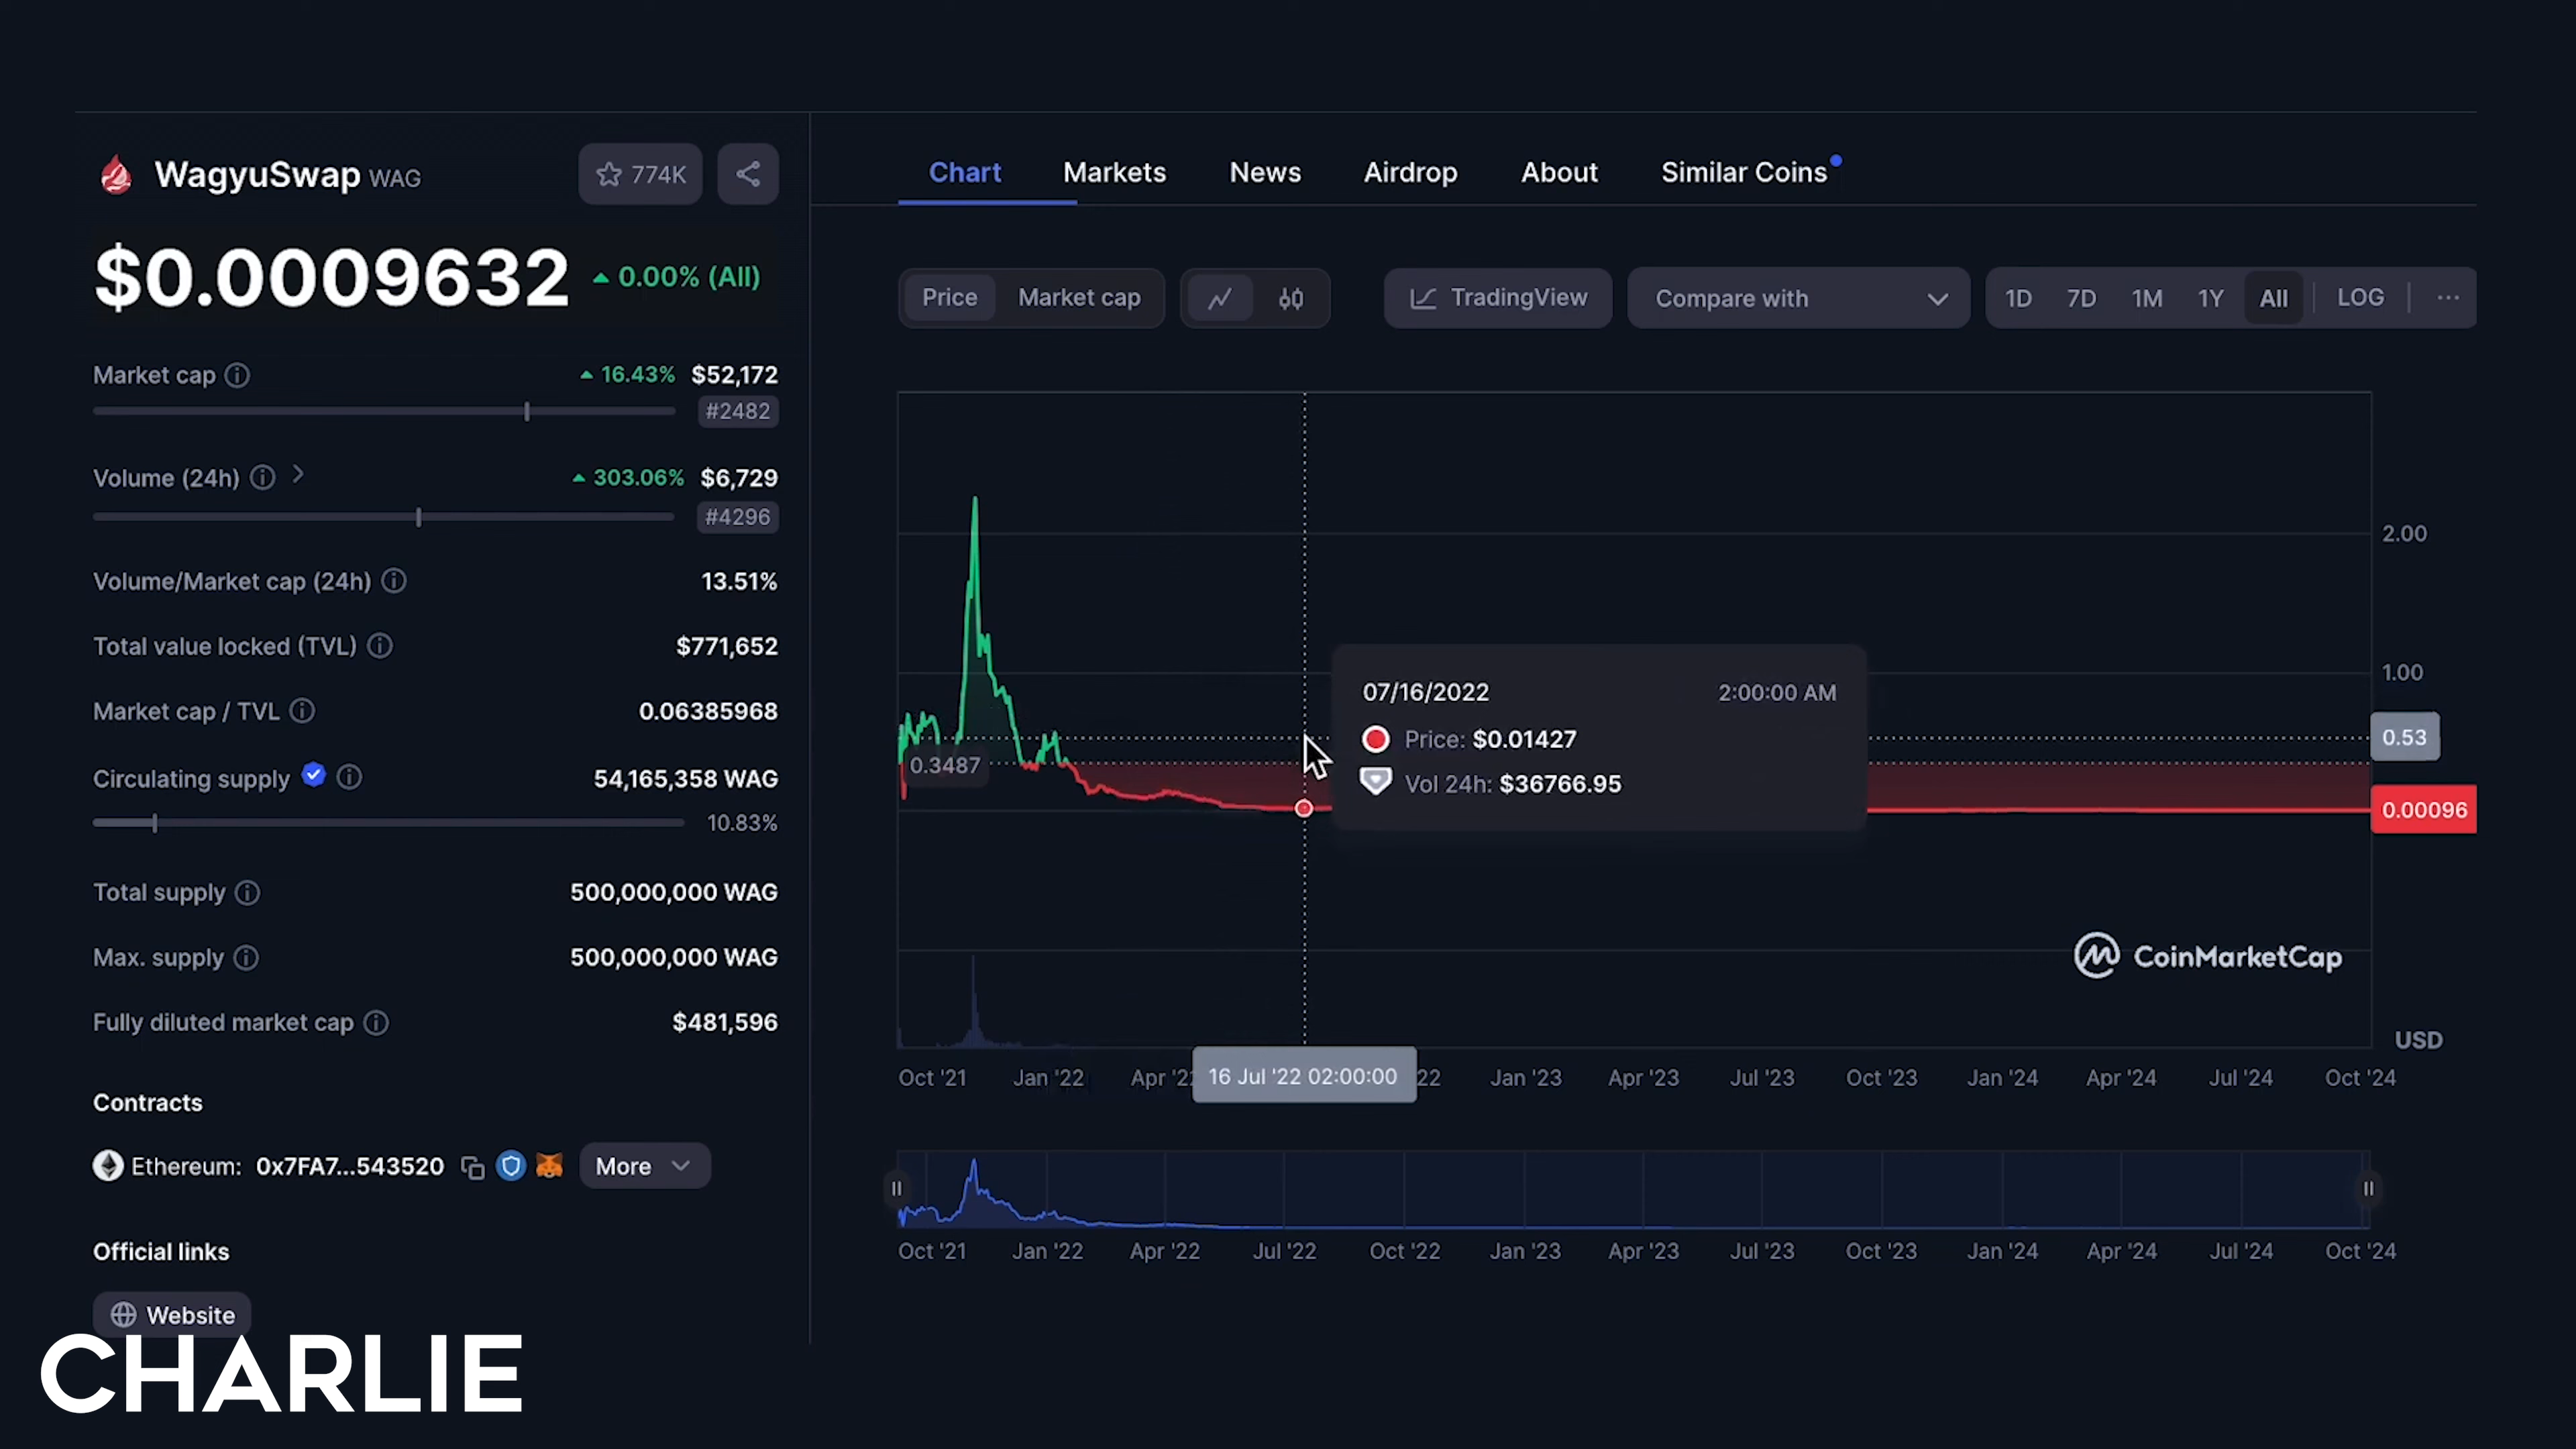 WagyuSwap WAG
774K
$0.0009632
0.00% (All)
Market cap
16.43% $52,172
#2482
Volume (24h)
303.06% $6,729
#4296
Volume/Market cap (24h)
13.51%
Total value locked (TVL)
$771,652
Market cap / TVL
0.06385968
Circulating supply
54,165,358 WAG
10.83%
Total supply
500,000,000 WAG
Max. supply
500,000,000 WAG
Fully diluted market cap
$481,596
Contracts
Ethereum: 0x7FA7...543520
More
Official links
Website
CHARLIE
Chart Markets News Airdrop About Similar Coins
Price Market cap
TradingView
Compare with
1D 7D 1M 1Y All LOG ...
2.00
1.00
0.53
0.3487
0.00096
07/16/2022 2:00:00 AM
Price: $0.01427
Vol 24h: $36766.95
CoinMarketCap
USD
Oct '21 Jan '22 Apr '2 16 Jul '22 02:00:00 22 Jan '23 Apr '23 Jul '23 Oct '23 Jan '24 Apr '24 Jul '24 Oct '24
Oct '21 Jan '22 Apr '22 Jul '22 Oct '22 Jan '23 Apr '23 Jul '23 Oct '23 Jan '24 Apr '24 Jul '24 Oct '24